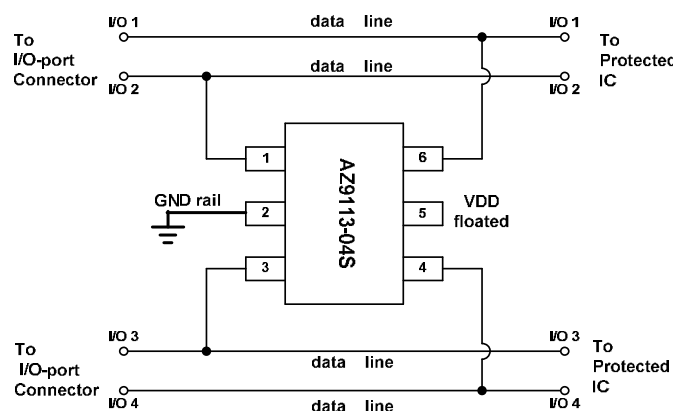 I/O 1
data line
I/O 1
To
I/O-port
Connector
To
Protected
IC
I/O 2
data line
I/O 2
1
6
AZ9113-04S
GND rail
2
5
VDD
floated
3
4
I/O 3
I/O 3
To
I/O-port
Connector
data line
To
Protected
IC
I/O 4
data line
I/O 4